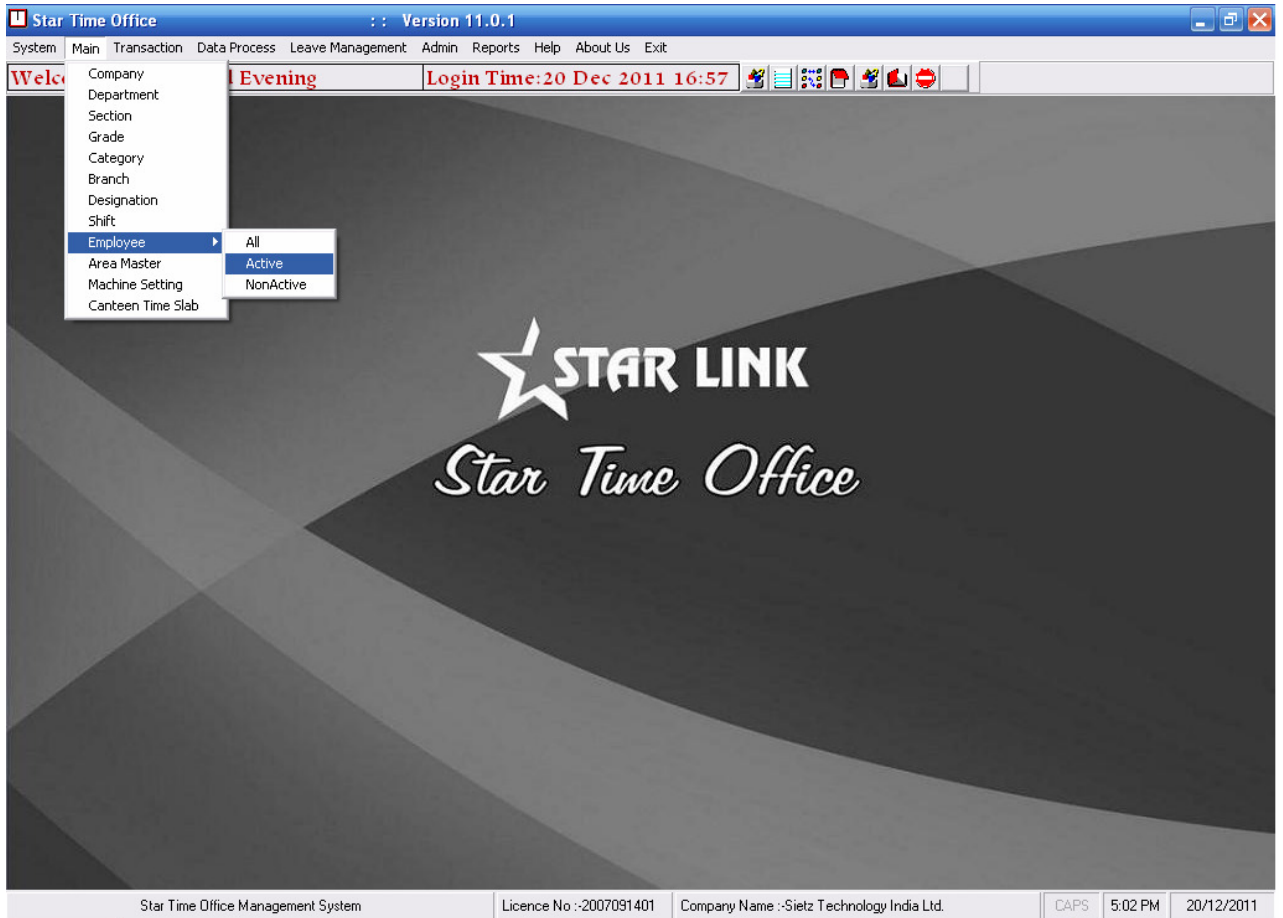 Star Time Office :: Version 11.0.1
System Main Transaction Data Process Leave Management Admin Reports Help About Us Exit
Evening Login Time:20 Dec 2011 16:57
Company
Department
Section
Grade
Category
Branch
Designation
Shift
Employee
Area Master
Machine Setting
Canteen Time Slab
All
Active
NonActive
STAR LINK
Star Time Office
Star Time Office Management System Licence No :-2007091401 Company Name :-Sietz Technology India Ltd. CAPS 5:02 PM 20/12/2011